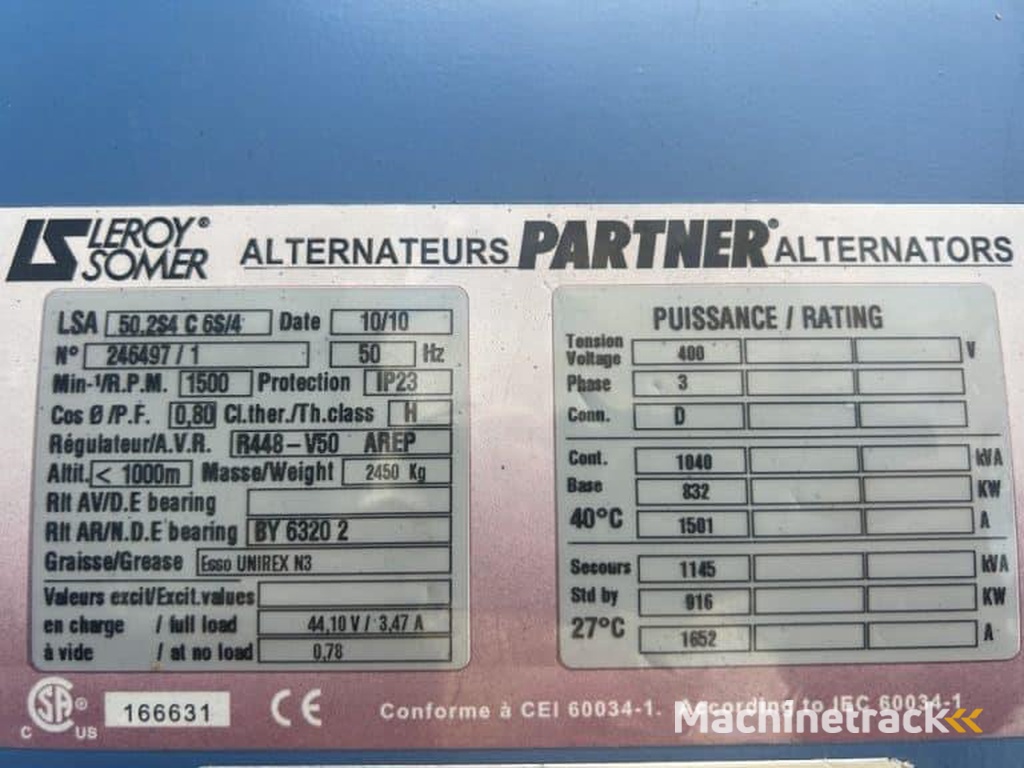 LS LEROY® SOMER ALTERNATEURS PARTNER® ALTERNATORS
LSA 50.2S4 C 6S/4 Date 10/10
N° 246497 / 1 50 Hz
Min-¹/R.P.M. 1500 Protection IP23
Cos Ø /P.F. 0,80 Cl.ther./Th.class H
Régulateur/A.V.R. R448-V50 AREP
Altit. < 1000m Masse/Weight 2450 Kg
Rlt AV/D.E bearing
Rlt AR/N.D.E bearing BY 6320 2
Graisse/Grease Esso UNIREX N3
Valeurs excit/Excit.values
en charge / full load 44,10 V / 3,47 A
à vide / at no load 0,78
PUISSANCE / RATING
Tension
Voltage 400 V
Phase 3
Conn. D
Cont. 1040 kVA
Base 832 KW
40°C 1501 A
Secours 1145 kVA
Std by 916 KW
27°C 1652 A
C SA® US 166631 CE Conforme à CEI 60034-1. According to IEC 60034-1
Machinetrack